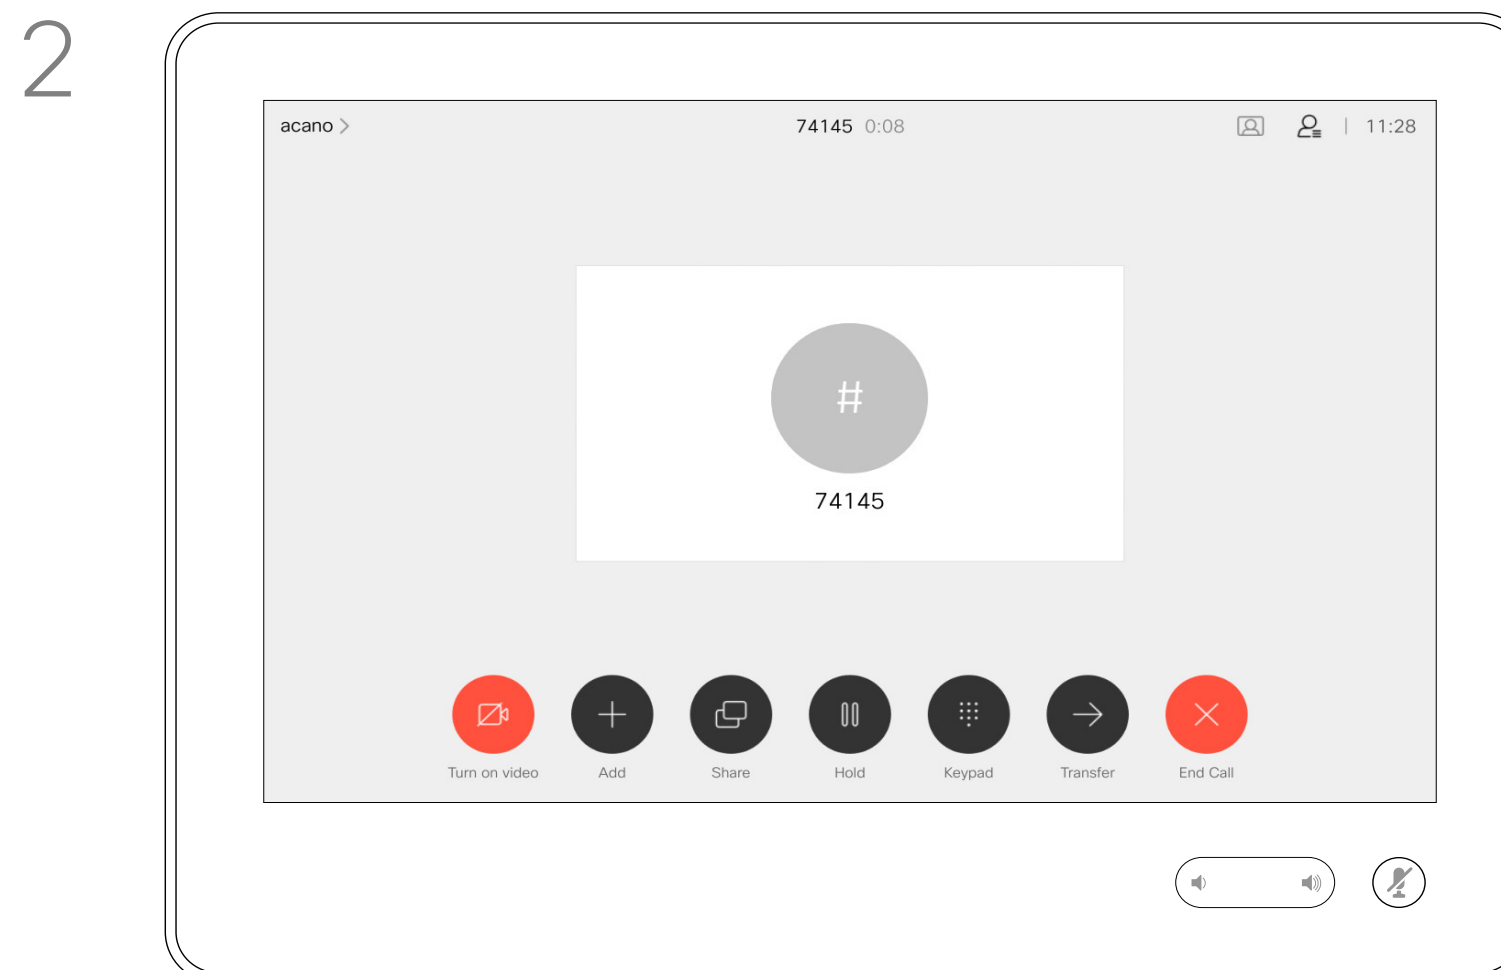 2
acano >
74145 0:08
| 11:28
#
74145
Turn on video
Add
Share
Hold
Keypad
Transfer
End Call